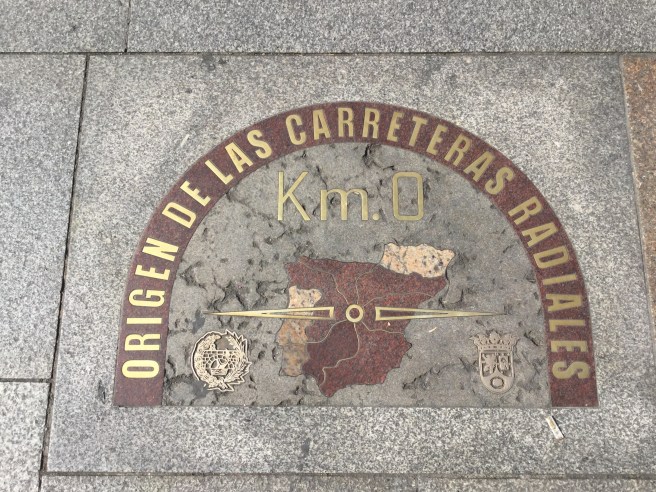 ORIGEN DE LAS CARRETERAS RADIALES
Km. 0